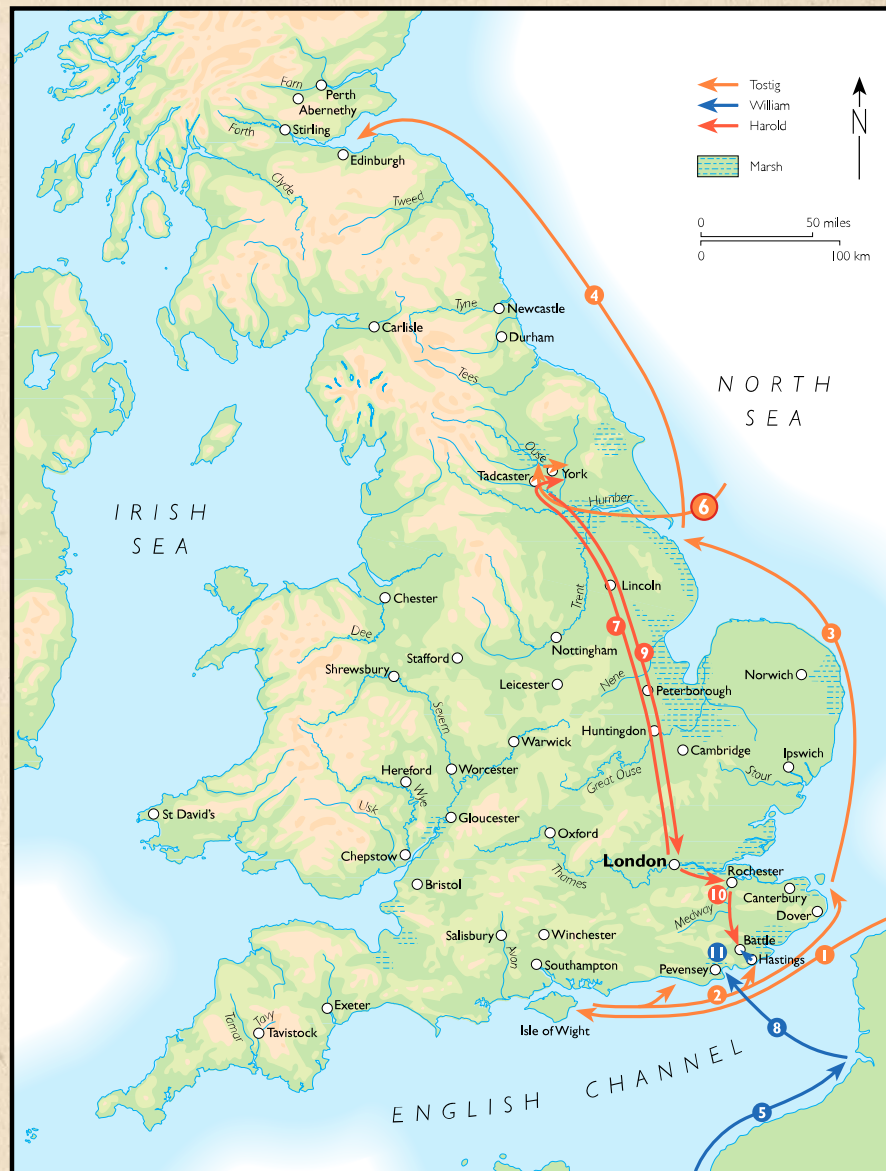 Earn
Perth
Abernethy
Forth
Stirling
Edinburgh
Clyde
Tweed
Tostig
William
Harold
N
Marsh
0 50 miles
0 100 km
4
Tyne
Newcastle
Carlisle
Durham
Tees
NORTH
SEA
Ouse
York
Tadcaster
Humber
6
IRISH
SEA
Lincoln
Trent
Chester
7
3
Dee
Nottingham
9
Stafford
Shrewsbury
Nene
Norwich
Leicester
Peterborough
Severn
Huntingdon
Warwick
Cambridge
Ipswich
Hereford
Worcester
Great Ouse
Stour
Wye
Usk
St David's
Gloucester
Oxford
Chepstow
London
Thames
Rochester
Bristol
10
Canterbury
Medway
Dover
Salisbury
Winchester
Battle
11
1
Avon
Hastings
Southampton
Pevensey
2
Exeter
Isle of Wight
Tavy
Tamar
Tavistock
8
ENGLISH CHANNEL
5